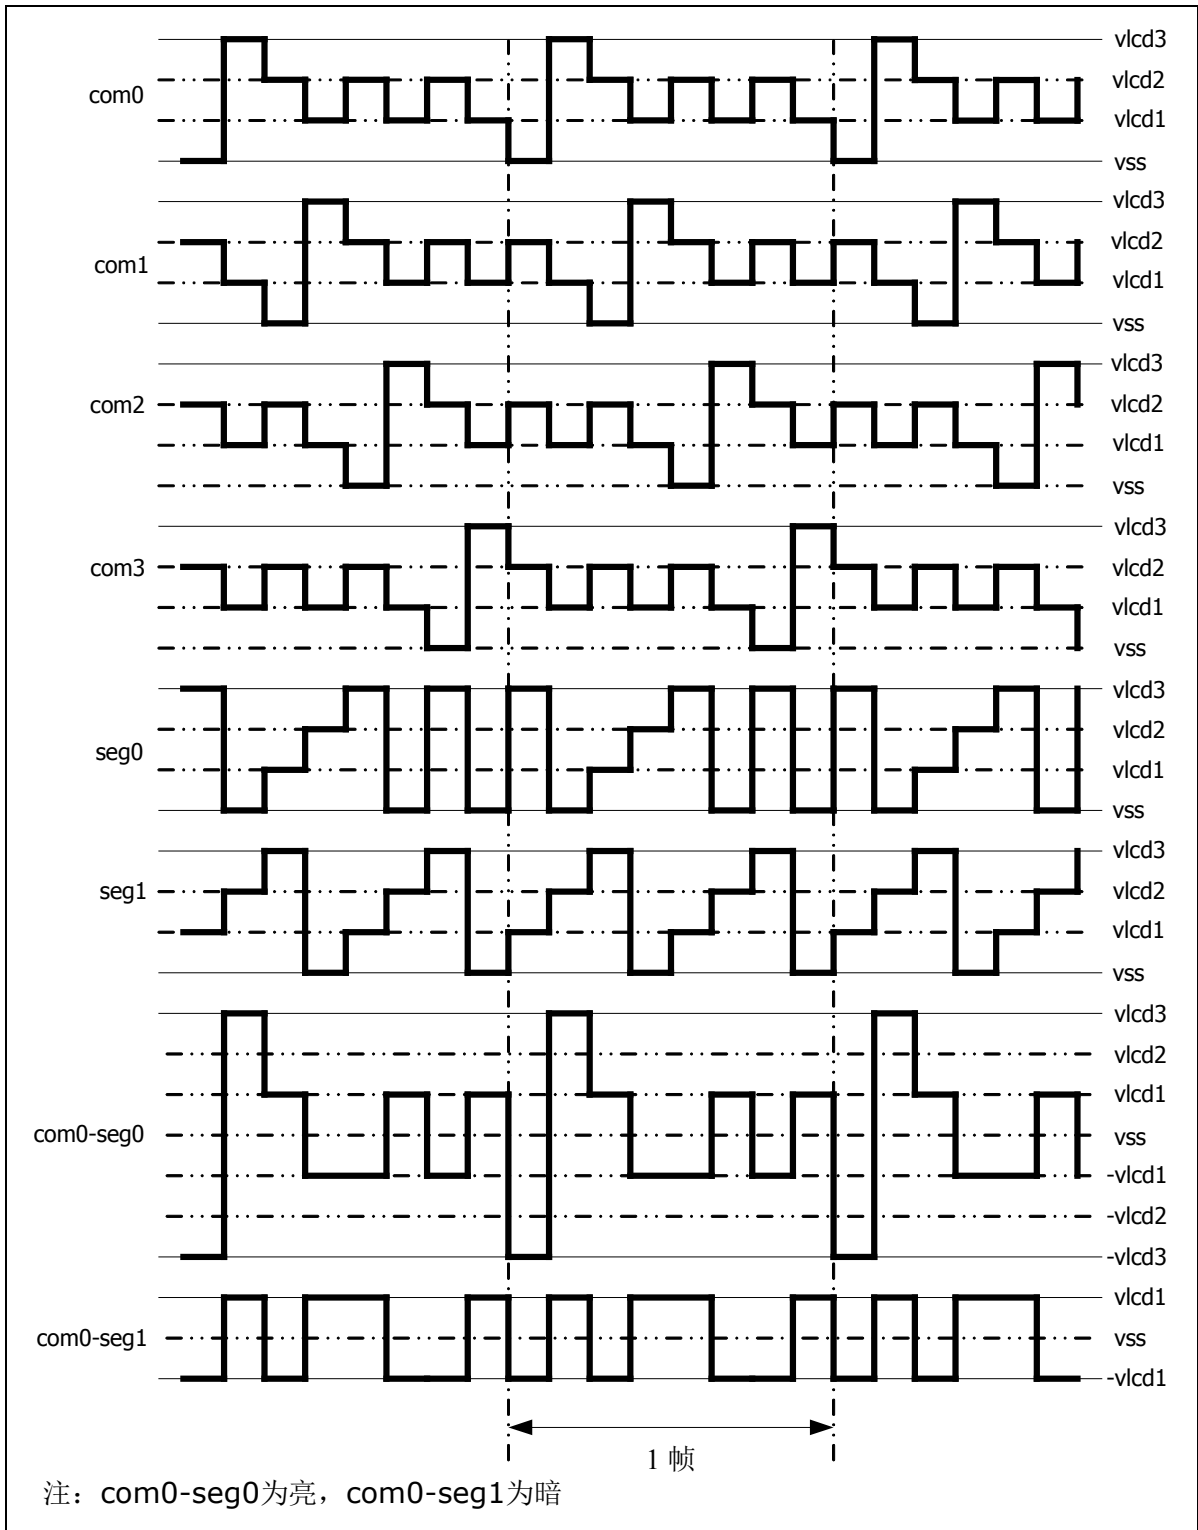 vlcd3
com0
vlcd2
vlcd1
vss
vlcd3
com1
vlcd2
vlcd1
vss
vlcd3
com2
vlcd2
vlcd1
vss
vlcd3
com3
vlcd2
vlcd1
vss
vlcd3
vlcd2
seg0
vlcd1
vss
vlcd3
seg1
vlcd2
vlcd1
vss
vlcd3
vlcd2
vlcd1
com0-seg0
vss
-vlcd1
-vlcd2
-vlcd3
vlcd1
com0-seg1
vss
-vlcd1
1 帧
注：com0-seg0为亮，com0-seg1为暗